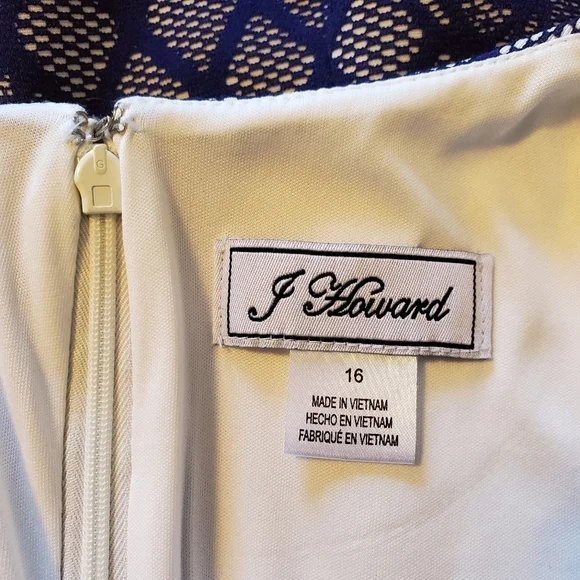 S
J Howard
16
MADE IN VIETNAM
HECHO EN VIETNAM
FABRIQUÉ EN VIETNAM